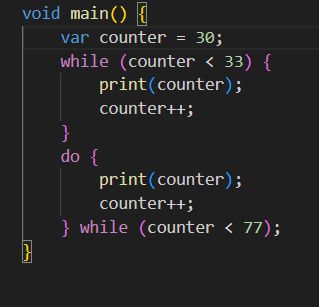 void main() {
    var counter = 30;
    while (counter < 33) {
        print(counter);
        counter++;
    }
    do {
        print(counter);
        counter++;
    } while (counter < 77);
}